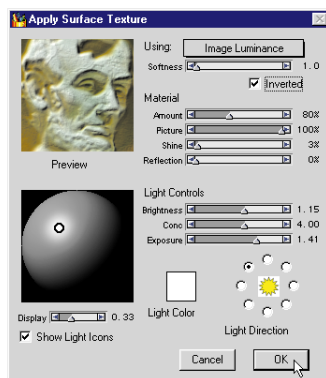 Apply Surface Texture
Using: Image Luminance
Softness 1.0
Inverted
Material
Amount 80%
Picture 100%
Shine 3%
Reflection 0%
Preview
Light Controls
Brightness 1.15
Conc 4.00
Exposure 1.41
Display 0.33
Show Light Icons
Light Color
Light Direction
Cancel OK